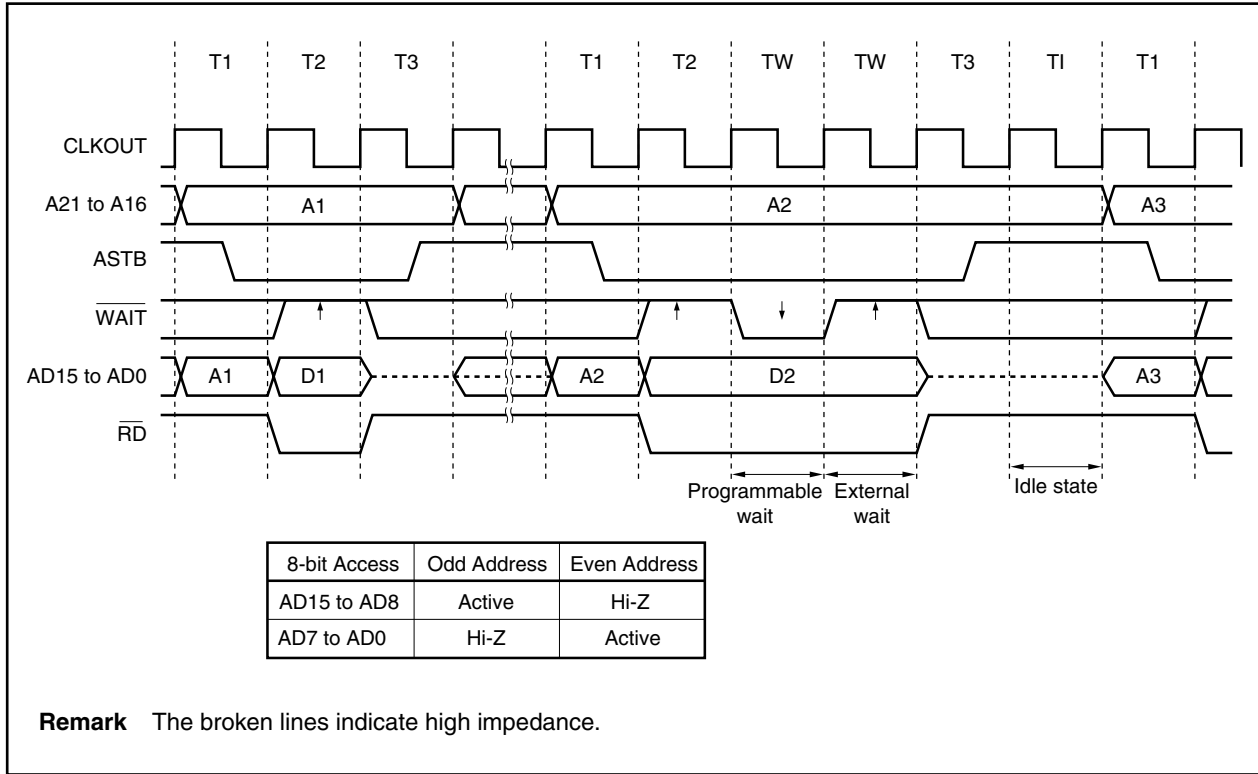 T1 T2 T3 T1 T2 TW TW T3 TI T1
CLKOUT
A21 to A16 A1 A2 A3
ASTB
WAIT
AD15 to AD0 A1 D1 A2 D2 A3
RD
Programmable wait
External wait
Idle state
8-bit Access Odd Address Even Address
AD15 to AD8 Active Hi-Z
AD7 to AD0 Hi-Z Active
Remark The broken lines indicate high impedance.